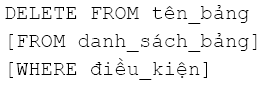 DELETE FROM tên_bảng
[FROM danh_sách_bảng]
[WHERE điều_kiện]